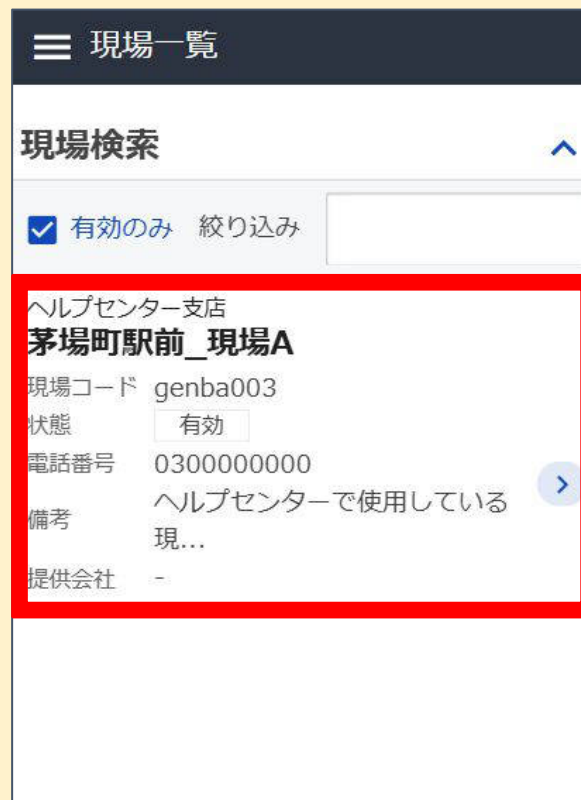 現場一覧
現場検索
有効のみ 絞り込み
ヘルプセンター支店
茅場町駅前_現場A
現場コード genba003
状態 有効
電話番号 0300000000
備考 ヘルプセンターで使用している
現...
提供会社 -